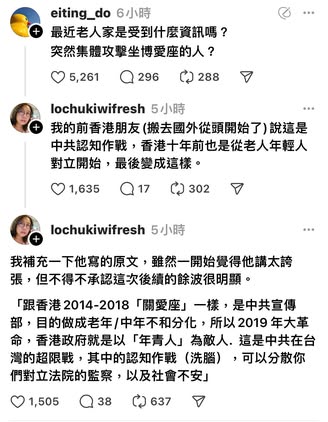 eiting_do 6小時
最近老人家是受到什麼資訊嗎？
突然集體攻擊坐博愛座的人？
5,261 296 288
lochukiwifresh 5小時
我的前香港朋友(搬去國外從頭開始了)說這是
中共認知作戰，香港十年前也是從老人年輕人
對立開始，最後變成這樣。
1,635 17 302
lochukiwifresh 5小時
我補充一下他寫的原文，雖然一開始覺得他講太誇
張，但不得不承認這次後續的餘波很明顯。
「跟香港 2014-2018「關愛座」一樣，是中共宣傳
部，目的做成老年/中年不和分化，所以 2019 年大革
命，香港政府就是以「年青人」為敵人. 這是中共在台
灣的超限戰，其中的認知作戰（洗腦），可以分散你
們對立法院的監察，以及社會不安」
1,505 38 637